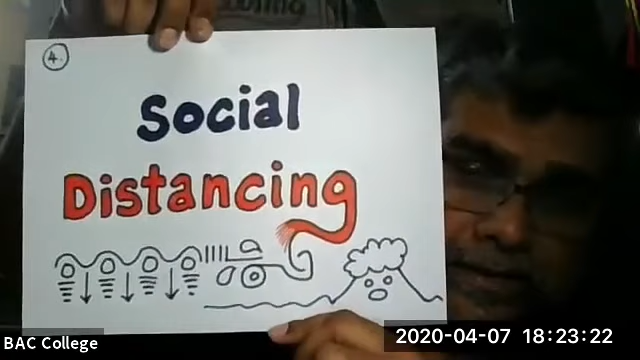 4.
Social
Distancing
BAC College
2020-04-07 18:23:22